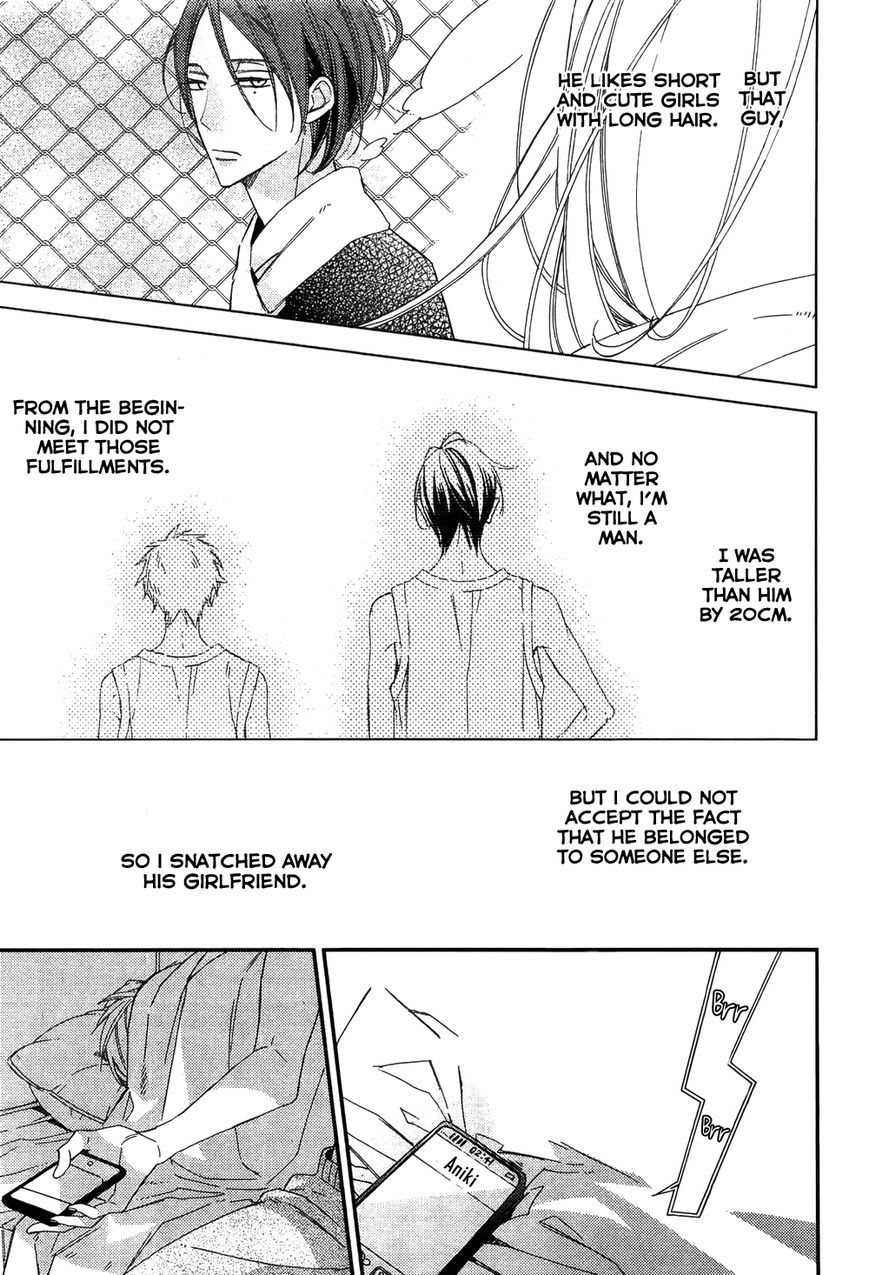 BUT
THAT
GUY,
HE LIKES SHORT
AND CUTE GIRLS
WITH LONG HAIR.
I WAS
TALLER
THAN HIM
BY 20CM.
AND NO
MATTER
WHAT, I'M
STILL A
MAN.
FROM THE BEGIN-
NING, I DID NOT
MEET THOSE
FULFILLMENTS.
BUT I COULD NOT
ACCEPT THE FACT
THAT HE BELONGED
TO SOMEONE ELSE.
SO I SNATCHED AWAY
HIS GIRLFRIEND.
Brr
Brr
02:41
Aniki